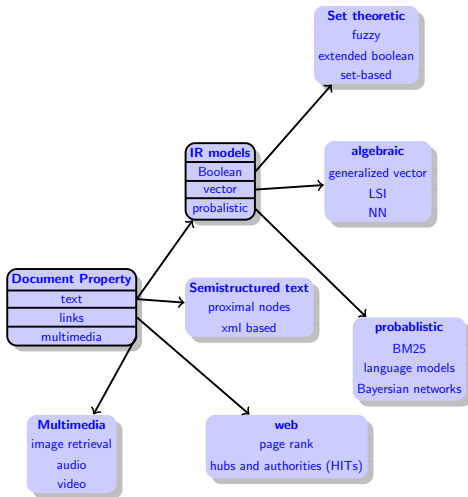 Set theoretic
fuzzy
extended boolean
set-based
IR models
Boolean
vector
probalistic
algebraic
generalized vector
LSI
NN
Document Property
text
links
multimedia
Semistructured text
proximal nodes
xml based
probablistic
BM25
language models
Bayersian networks
Multimedia
image retrieval
audio
video
web
page rank
hubs and authorities (HITs)